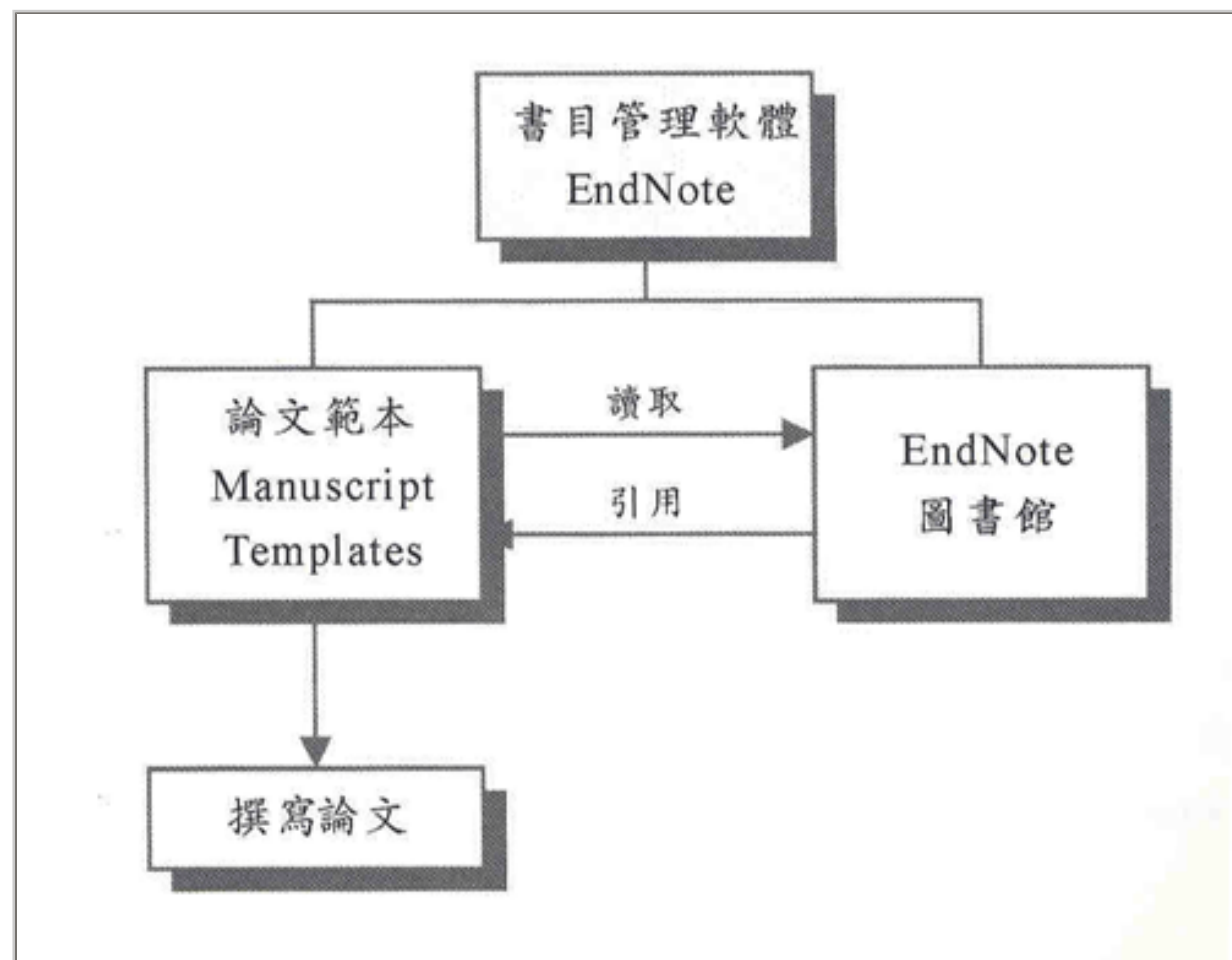 書目管理軟體
EndNote
論文範本
Manuscript
Templates
讀取
引用
EndNote
圖書館
撰寫論文